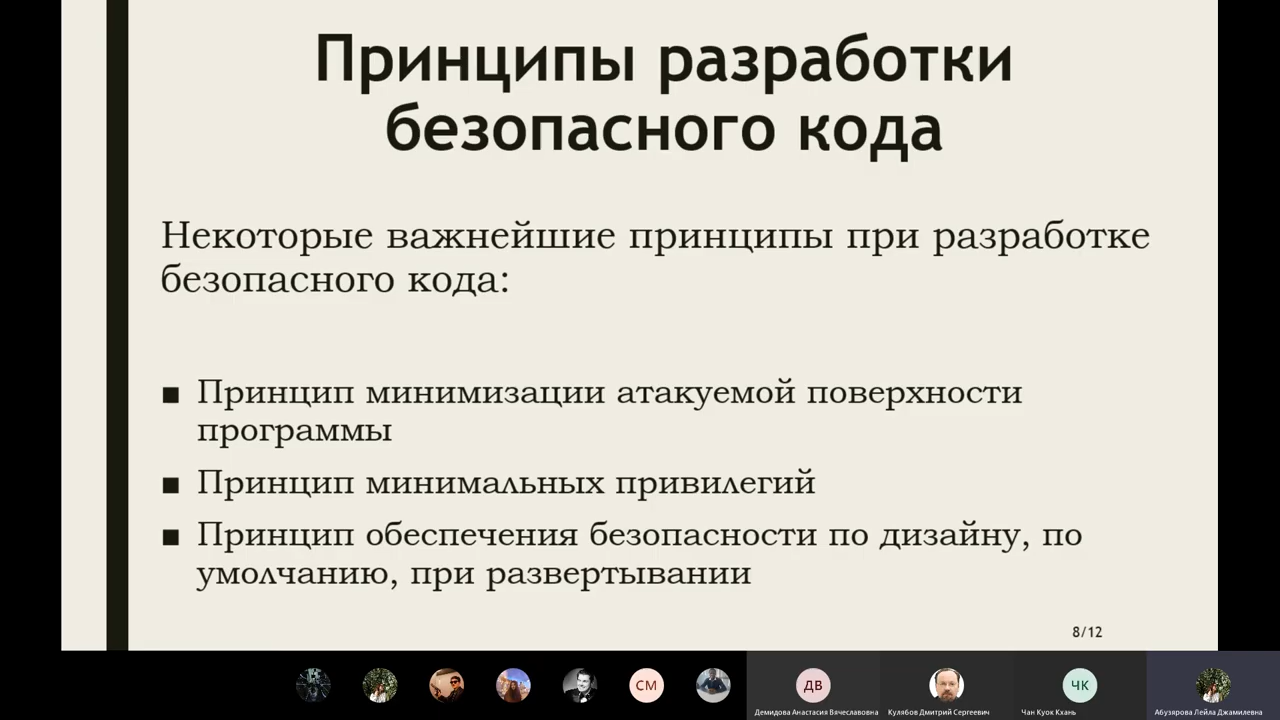 Принципы разработки
безопасного кода
Некоторые важнейшие принципы при разработке
безопасного кода:
■ Принцип минимизации атакуемой поверхности
программы
■ Принцип минимальных привилегий
■ Принцип обеспечения безопасности по дизайну, по
умолчанию, при развертывании
8/12
СМ
ДВ
ЧК
Демидова Анастасия Вячеславовна
Кулябов Дмитрий Сергеевич
Чан Куок Кхань
Абузярова Лейла Джамилевна